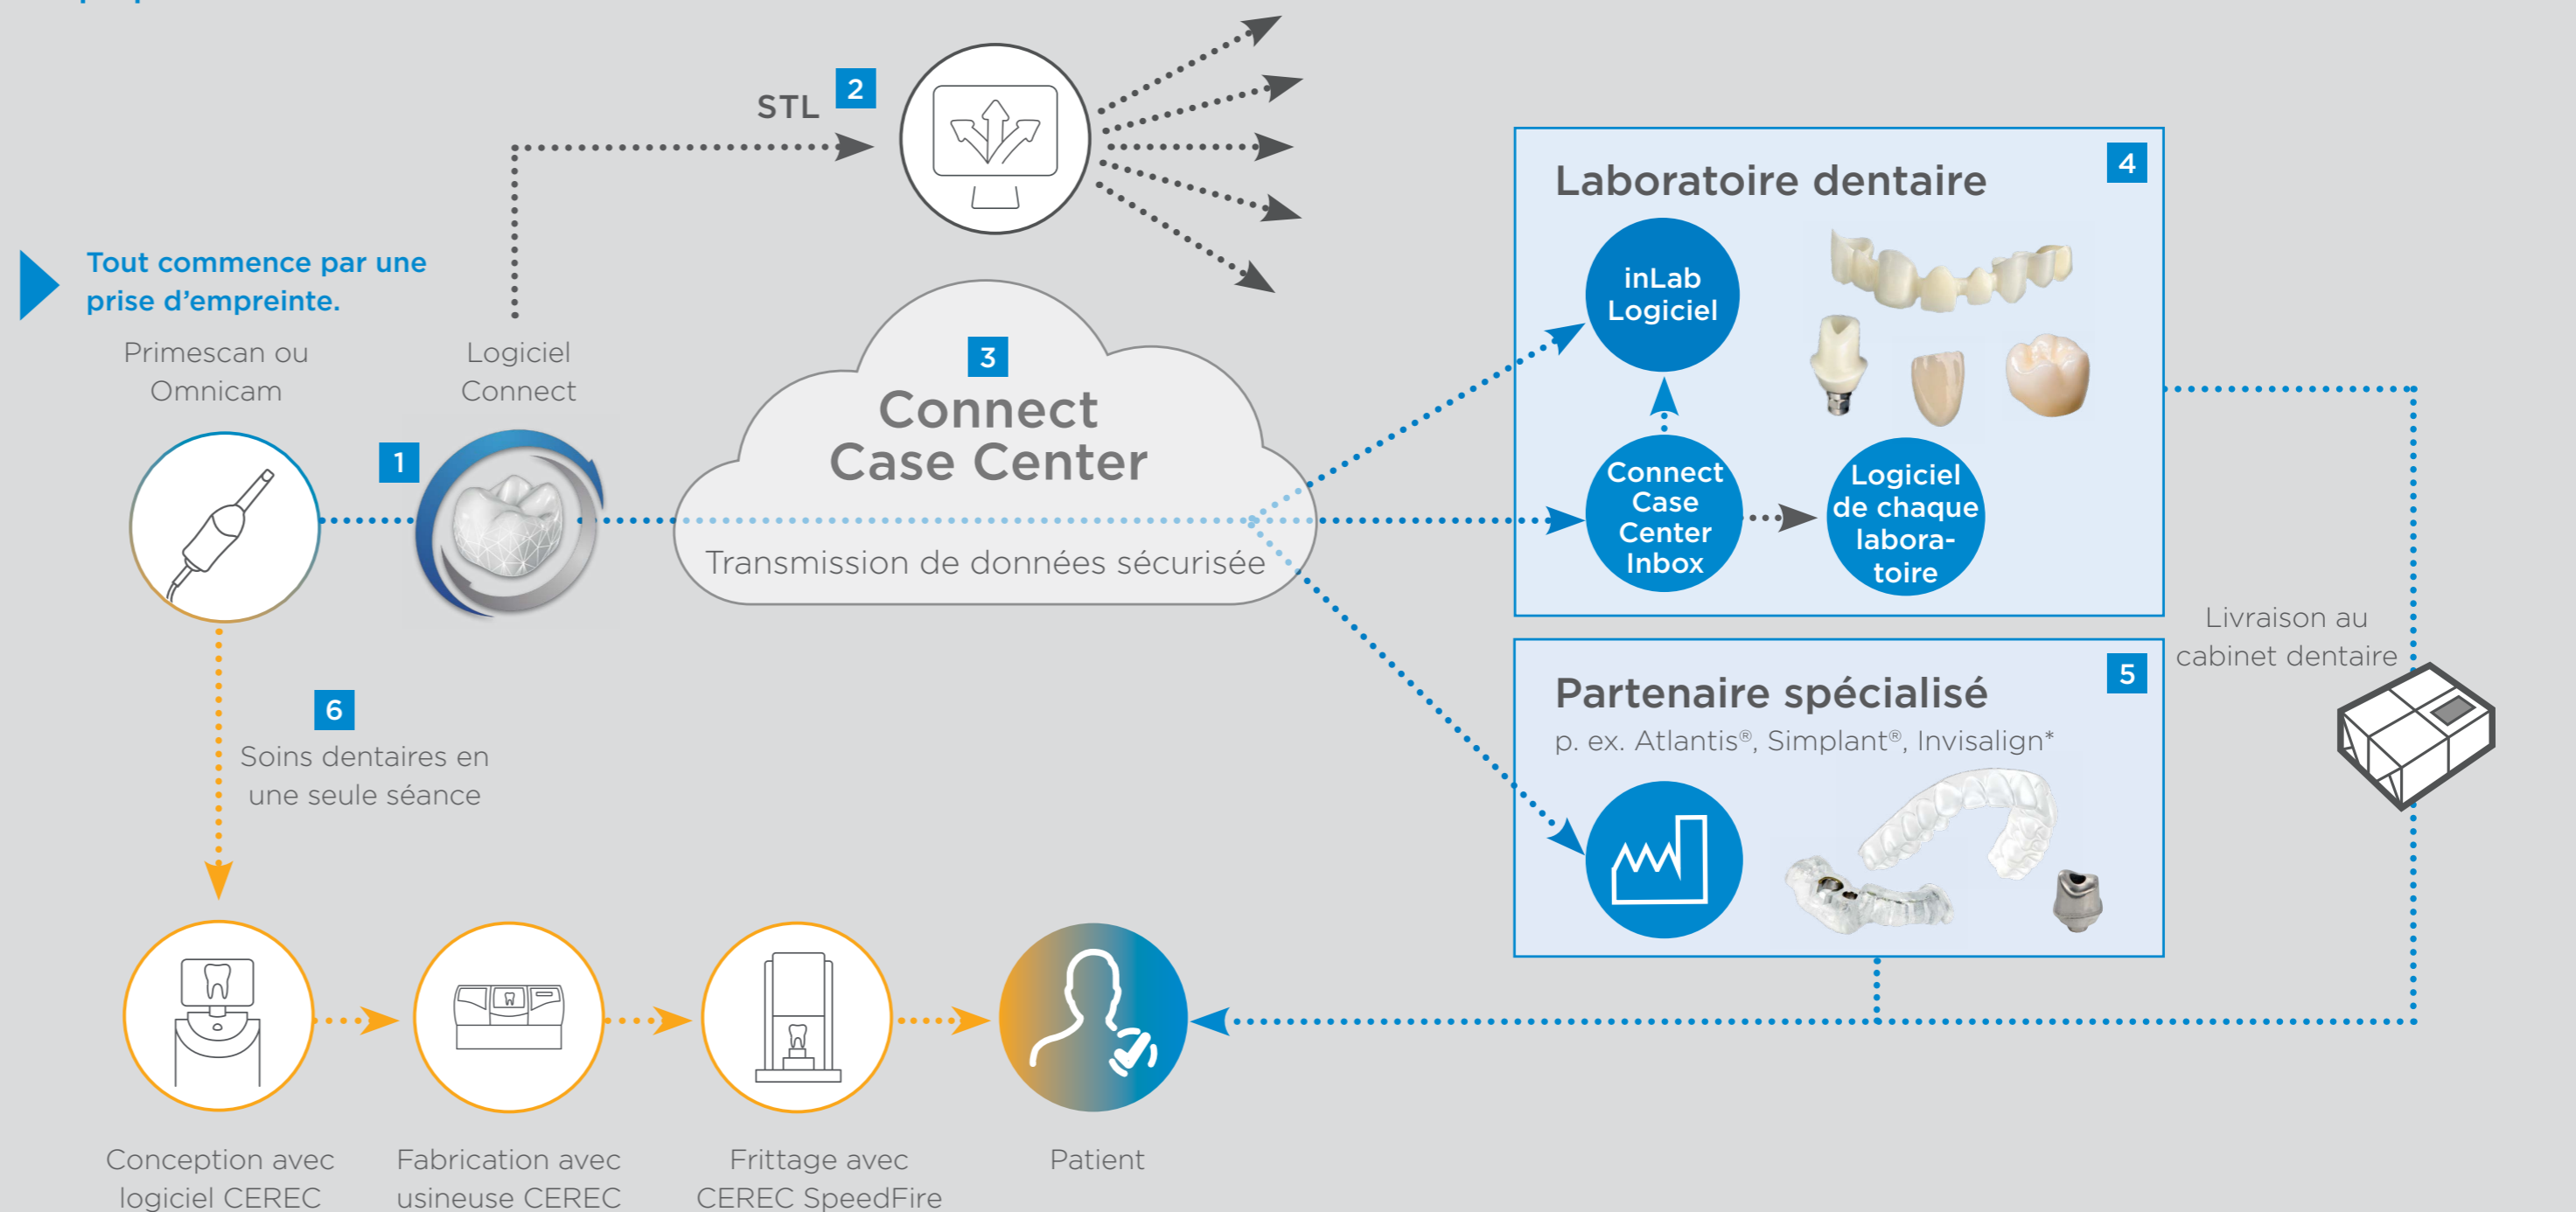 STL
2
Tout commence par une
prise d’empreinte.
Primescan ou
Omnicam
Logiciel
Connect
1
3
Connect
Case Center
Transmission de données sécurisée
4
Laboratoire dentaire
inLab
Logiciel
Connect
Case
Center
Inbox
Logiciel
de chaque
labora-
toire
5
Partenaire spécialisé
p. ex. Atlantis®, Simplant®, Invisalign*
Livraison au
cabinet dentaire
6
Soins dentaires en
une seule séance
Conception avec
logiciel CEREC
Fabrication avec
usineuse CEREC
Frittage avec
CEREC SpeedFire
Patient